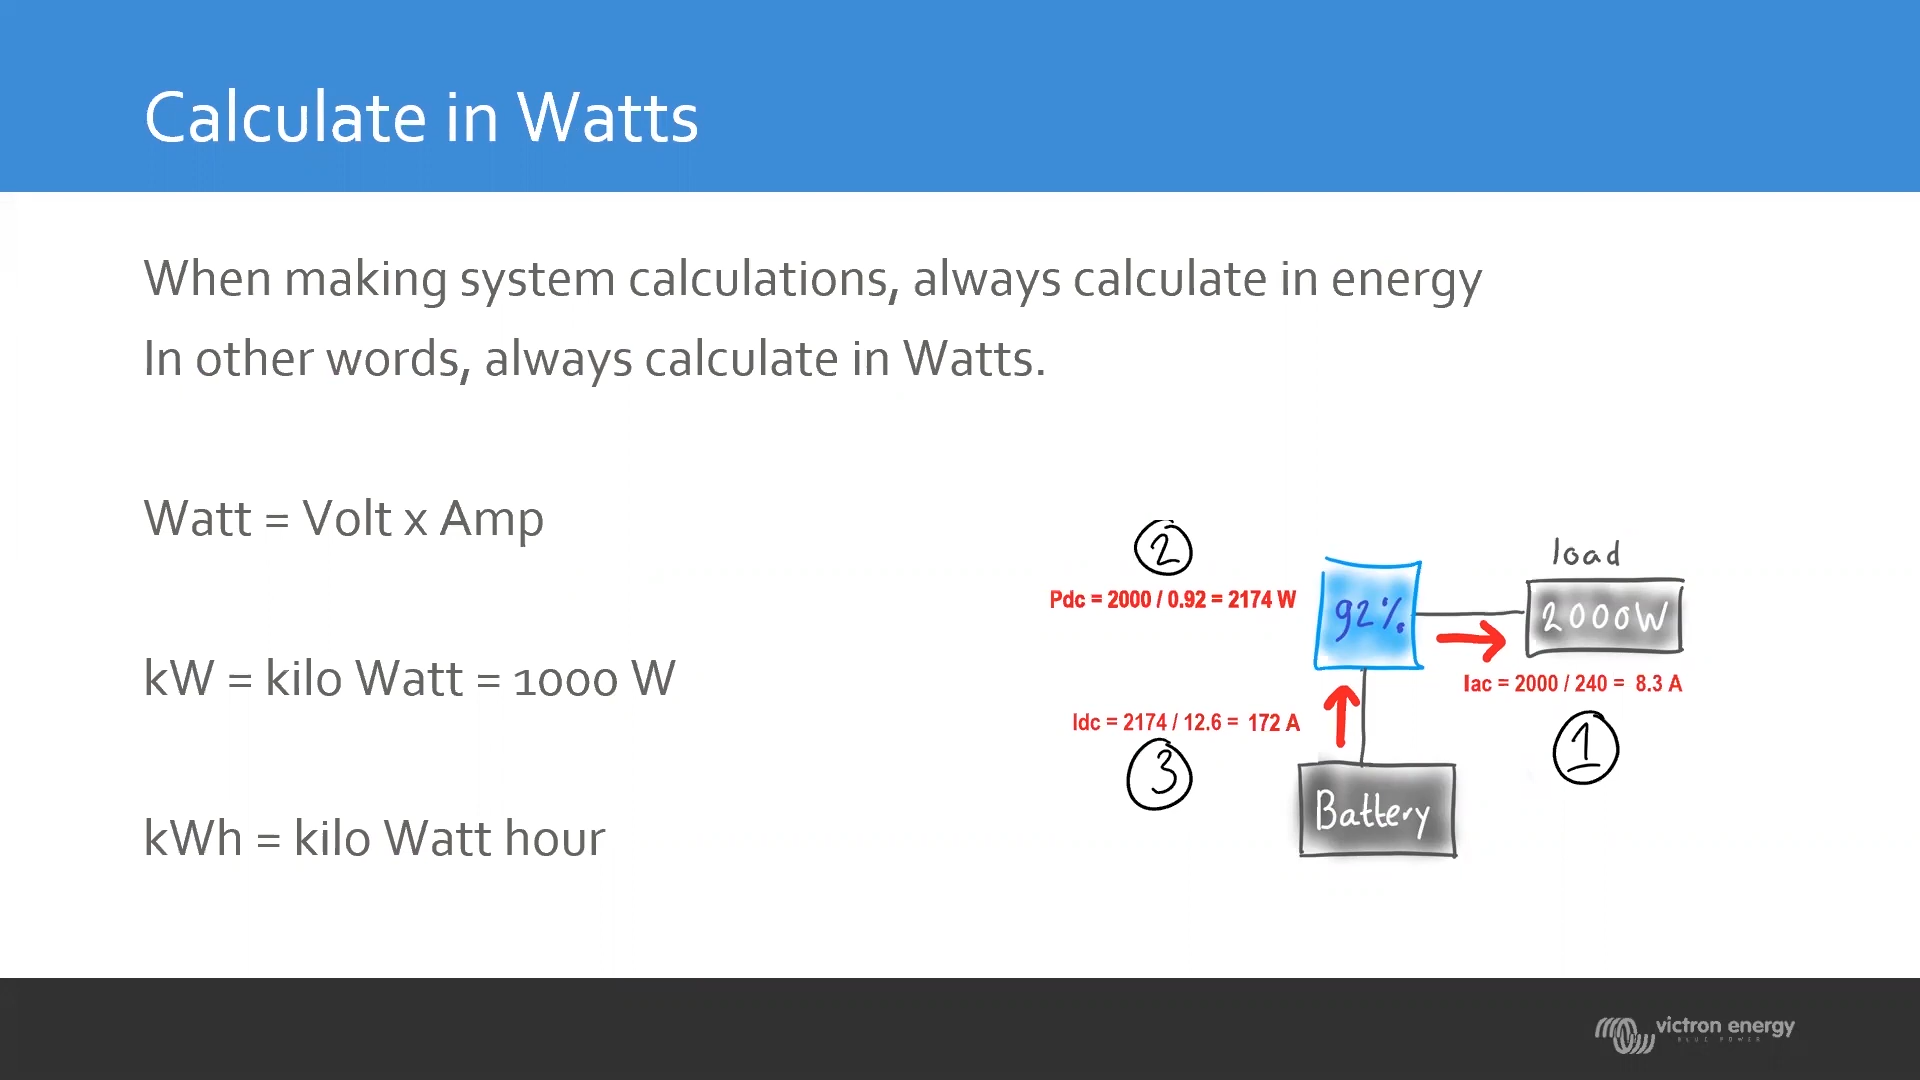 Calculate in Watts
When making system calculations, always calculate in energy
In other words, always calculate in Watts.
Watt = Volt x Amp
kW = kilo Watt = 1000 W
kWh = kilo Watt hour
2
Pdc = 2000 / 0.92 = 2174 W
92%
load
2000W
Iac = 2000 / 240 = 8.3 A
1
Idc = 2174 / 12.6 = 172 A
3
Battery
victron energy
BLUE POWER